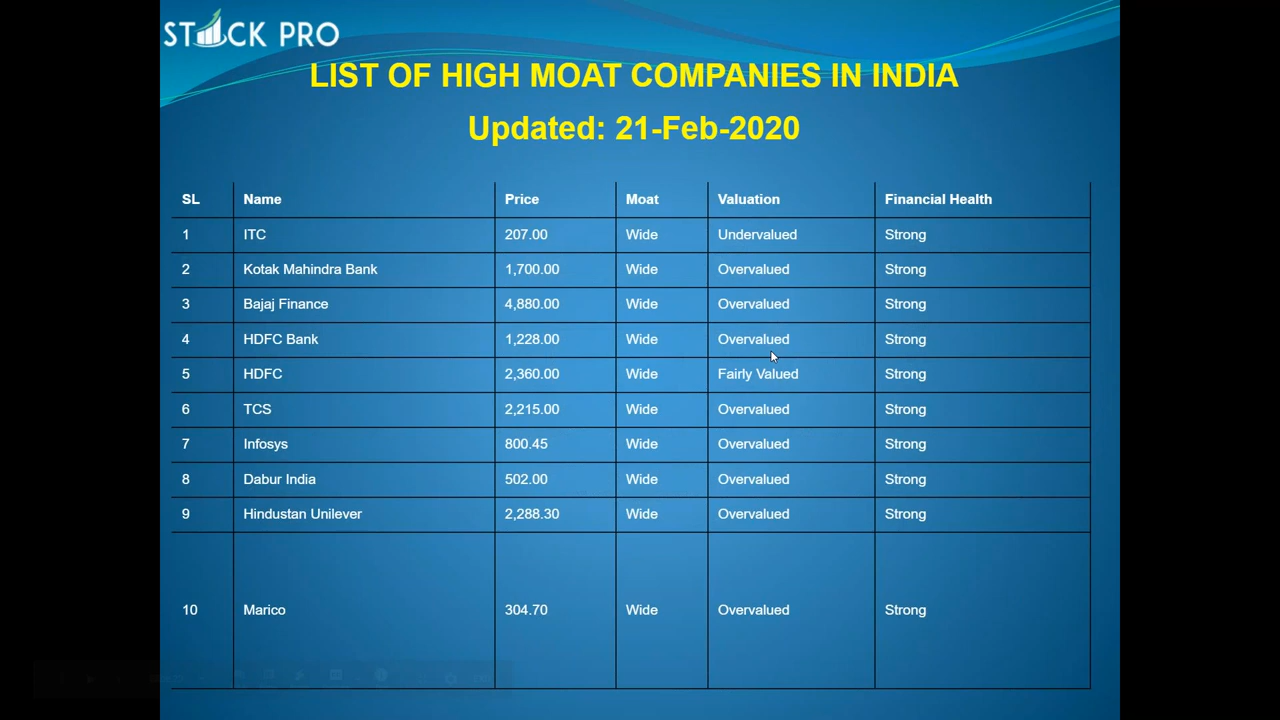 STOCK PRO
LIST OF HIGH MOAT COMPANIES IN INDIA
Updated: 21-Feb-2020
SL Name Price Moat Valuation Financial Health
1 ITC 207.00 Wide Undervalued Strong
2 Kotak Mahindra Bank 1,700.00 Wide Overvalued Strong
3 Bajaj Finance 4,880.00 Wide Overvalued Strong
4 HDFC Bank 1,228.00 Wide Overvalued Strong
5 HDFC 2,360.00 Wide Fairly Valued Strong
6 TCS 2,215.00 Wide Overvalued Strong
7 Infosys 800.45 Wide Overvalued Strong
8 Dabur India 502.00 Wide Overvalued Strong
9 Hindustan Unilever 2,288.30 Wide Overvalued Strong
10 Marico 304.70 Wide Overvalued Strong